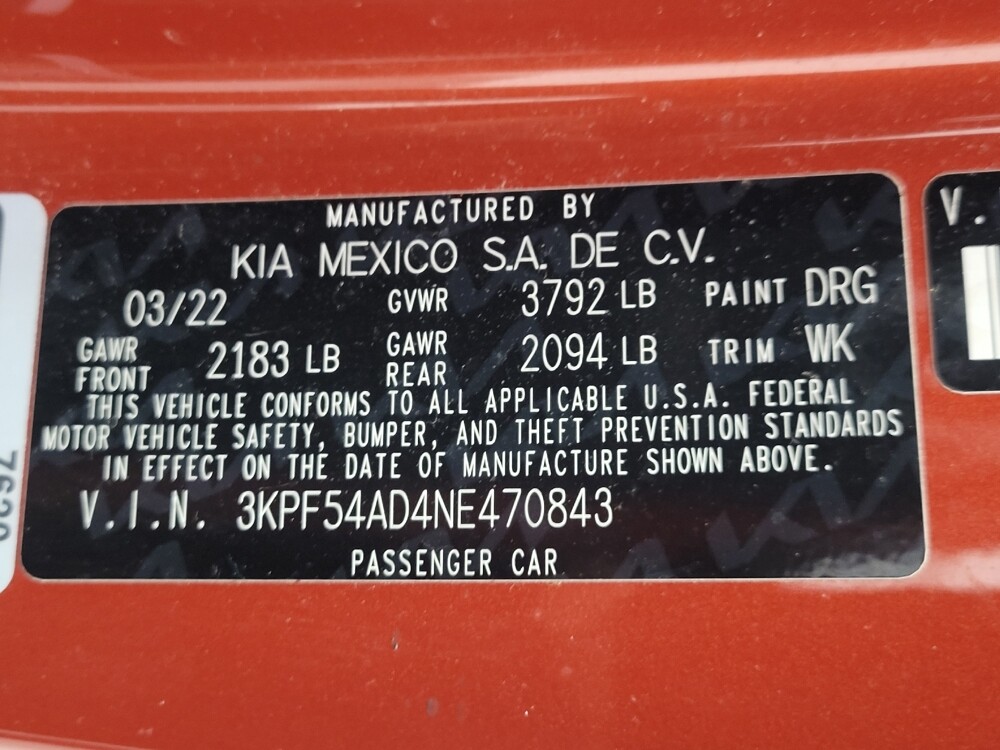 MANUFACTURED BY
KIA MEXICO S.A. DE C.V.
03/22 GVWR 3792 LB PAINT DRG
GAWR FRONT 2183 LB GAWR REAR 2094 LB TRIM WK
THIS VEHICLE CONFORMS TO ALL APPLICABLE U.S.A. FEDERAL
MOTOR VEHICLE SAFETY, BUMPER, AND THEFT PREVENTION STANDARDS
IN EFFECT ON THE DATE OF MANUFACTURE SHOWN ABOVE.
V.I.N. 3KPF54AD4NE470843
PASSENGER CAR
V.